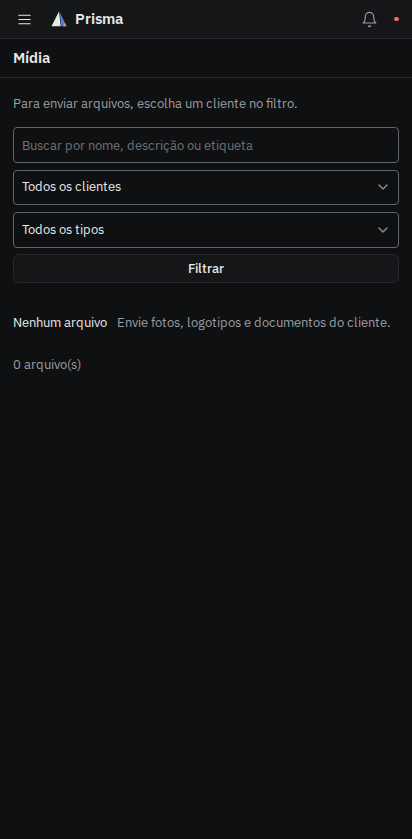 Prisma
Mídia
Para enviar arquivos, escolha um cliente no filtro.
Buscar por nome, descrição ou etiqueta
Todos os clientes
Todos os tipos
Filtrar
Nenhum arquivo Envie fotos, logotipos e documentos do cliente.
0 arquivo(s)